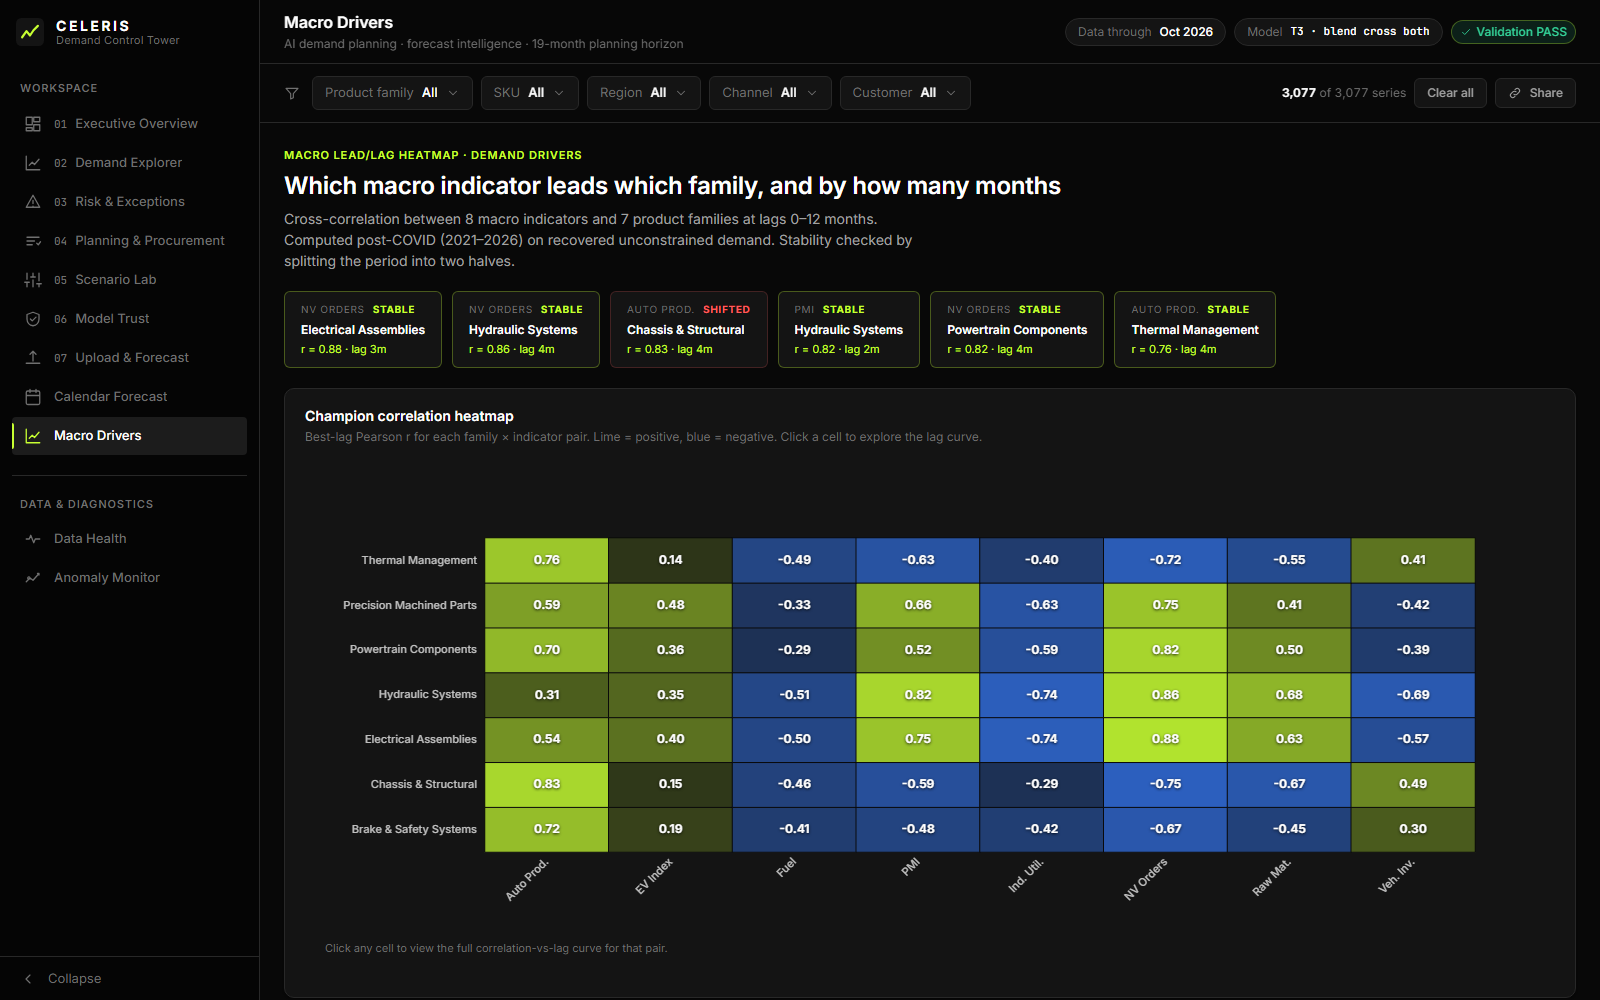 CELERIS
Demand Control Tower
WORKSPACE
01 Executive Overview
02 Demand Explorer
03 Risk & Exceptions
04 Planning & Procurement
05 Scenario Lab
06 Model Trust
07 Upload & Forecast
Calendar Forecast
Macro Drivers
DATA & DIAGNOSTICS
Data Health
Anomaly Monitor
Collapse
Macro Drivers
AI demand planning · forecast intelligence · 19-month planning horizon
Data through Oct 2026
Model T3 · blend cross both
Validation PASS
Product family All
SKU All
Region All
Channel All
Customer All
3,077 of 3,077 series
Clear all
Share
MACRO LEAD/LAG HEATMAP · DEMAND DRIVERS
Which macro indicator leads which family, and by how many months
Cross-correlation between 8 macro indicators and 7 product families at lags 0–12 months.
Computed post-COVID (2021–2026) on recovered unconstrained demand. Stability checked by
splitting the period into two halves.
NV ORDERS STABLE
Electrical Assemblies
r = 0.88 · lag 3m
NV ORDERS STABLE
Hydraulic Systems
r = 0.86 · lag 4m
AUTO PROD. SHIFTED
Chassis & Structural
r = 0.83 · lag 4m
PMI STABLE
Hydraulic Systems
r = 0.82 · lag 2m
NV ORDERS STABLE
Powertrain Components
r = 0.82 · lag 4m
AUTO PROD. STABLE
Thermal Management
r = 0.76 · lag 4m
Champion correlation heatmap
Best-lag Pearson r for each family × indicator pair. Lime = positive, blue = negative. Click a cell to explore the lag curve.
Thermal Management 0.76 0.14 -0.49 -0.63 -0.40 -0.72 -0.55 0.41
Precision Machined Parts 0.59 0.48 -0.33 0.66 -0.63 0.75 0.41 -0.42
Powertrain Components 0.70 0.36 -0.29 0.52 -0.59 0.82 0.50 -0.39
Hydraulic Systems 0.31 0.35 -0.51 0.82 -0.74 0.86 0.68 -0.69
Electrical Assemblies 0.54 0.40 -0.50 0.75 -0.74 0.88 0.63 -0.57
Chassis & Structural 0.83 0.15 -0.46 -0.59 -0.29 -0.75 -0.67 0.49
Brake & Safety Systems 0.72 0.19 -0.41 -0.48 -0.42 -0.67 -0.45 0.30
Auto Prod. EV Index Fuel PMI Ind. Util. NV Orders Raw Mat. Veh. Inv.
Click any cell to view the full correlation-vs-lag curve for that pair.